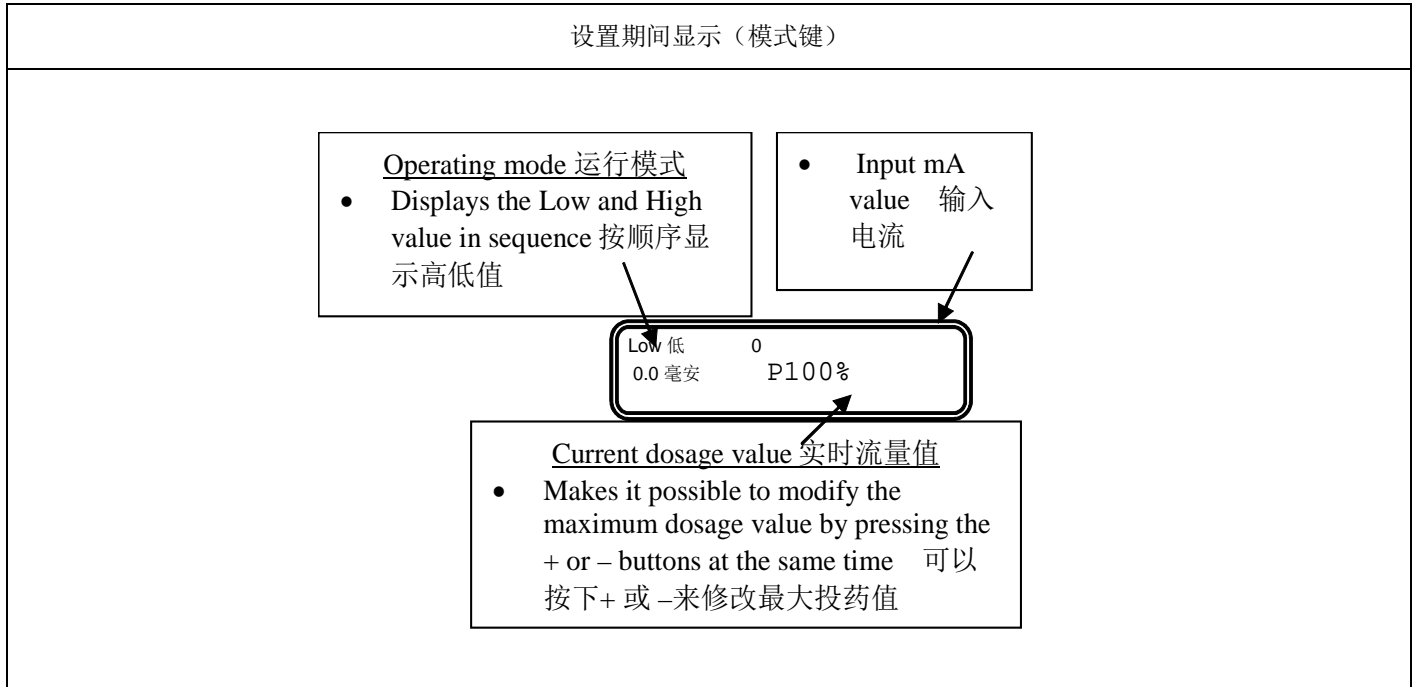 设置期间显示（模式键）
Operating mode 运行模式
• Displays the Low and High
value in sequence 按顺序显
示高低值
• Input mA
value 输入
电流
Low 低 0
0.0 毫安 P100%
Current dosage value 实时流量值
• Makes it possible to modify the
maximum dosage value by pressing the
+ or – buttons at the same time 可以
按下+ 或 –来修改最大投药值